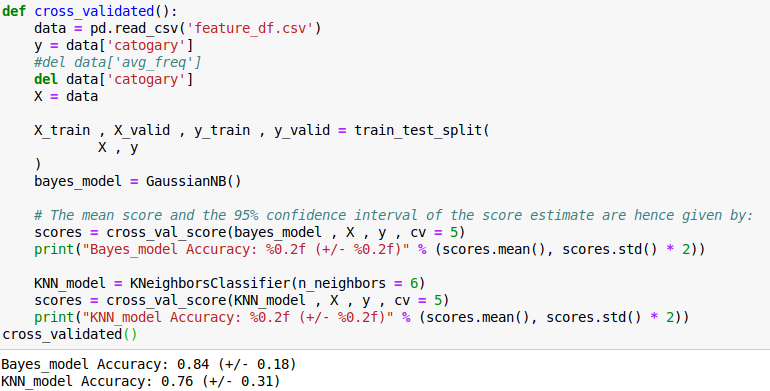 def cross_validated():
    data = pd.read_csv('feature_df.csv')
    y = data['catogary']
    #del data['avg_freq']
    del data['catogary']
    X = data

    X_train , X_valid , y_train , y_valid = train_test_split(
            X , y
    )
    bayes_model = GaussianNB()

    # The mean score and the 95% confidence interval of the score estimate are hence given by:
    scores = cross_val_score(bayes_model , X , y , cv = 5)
    print("Bayes_model Accuracy: %0.2f (+/- %0.2f)" % (scores.mean(), scores.std() * 2))

    KNN_model = KNeighborsClassifier(n_neighbors = 6)
    scores = cross_val_score(KNN_model , X , y , cv = 5)
    print("KNN_model Accuracy: %0.2f (+/- %0.2f)" % (scores.mean(), scores.std() * 2))
cross_validated()
Bayes_model Accuracy: 0.84 (+/- 0.18)
KNN_model Accuracy: 0.76 (+/- 0.31)